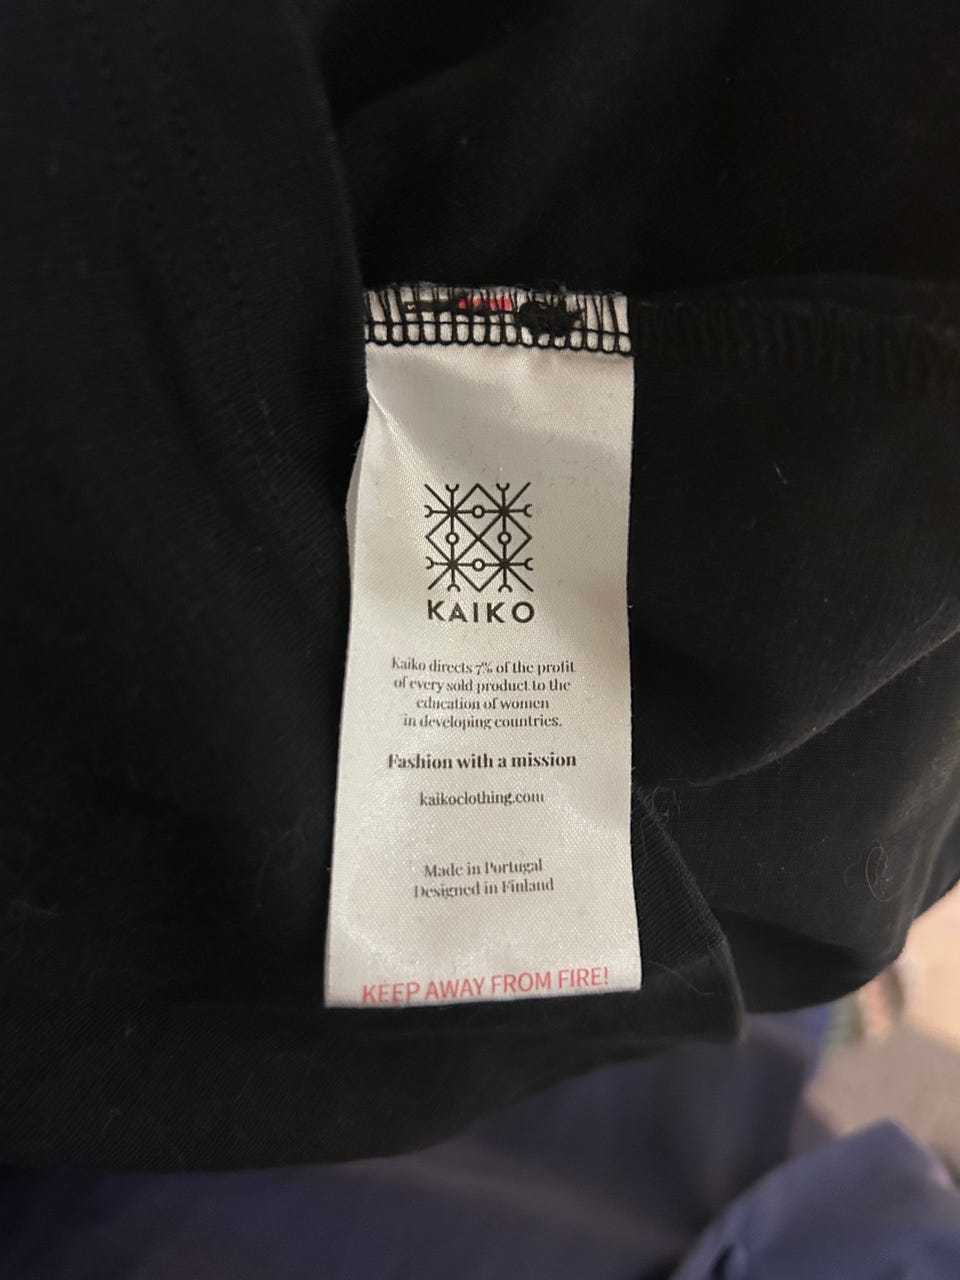 KAIKO
Kaiko directs 7% of the profit
of every sold product to the
education of women
in developing countries.
Fashion with a mission
kaikoclothing.com
Made in Portugal
Designed in Finland
KEEP AWAY FROM FIRE!